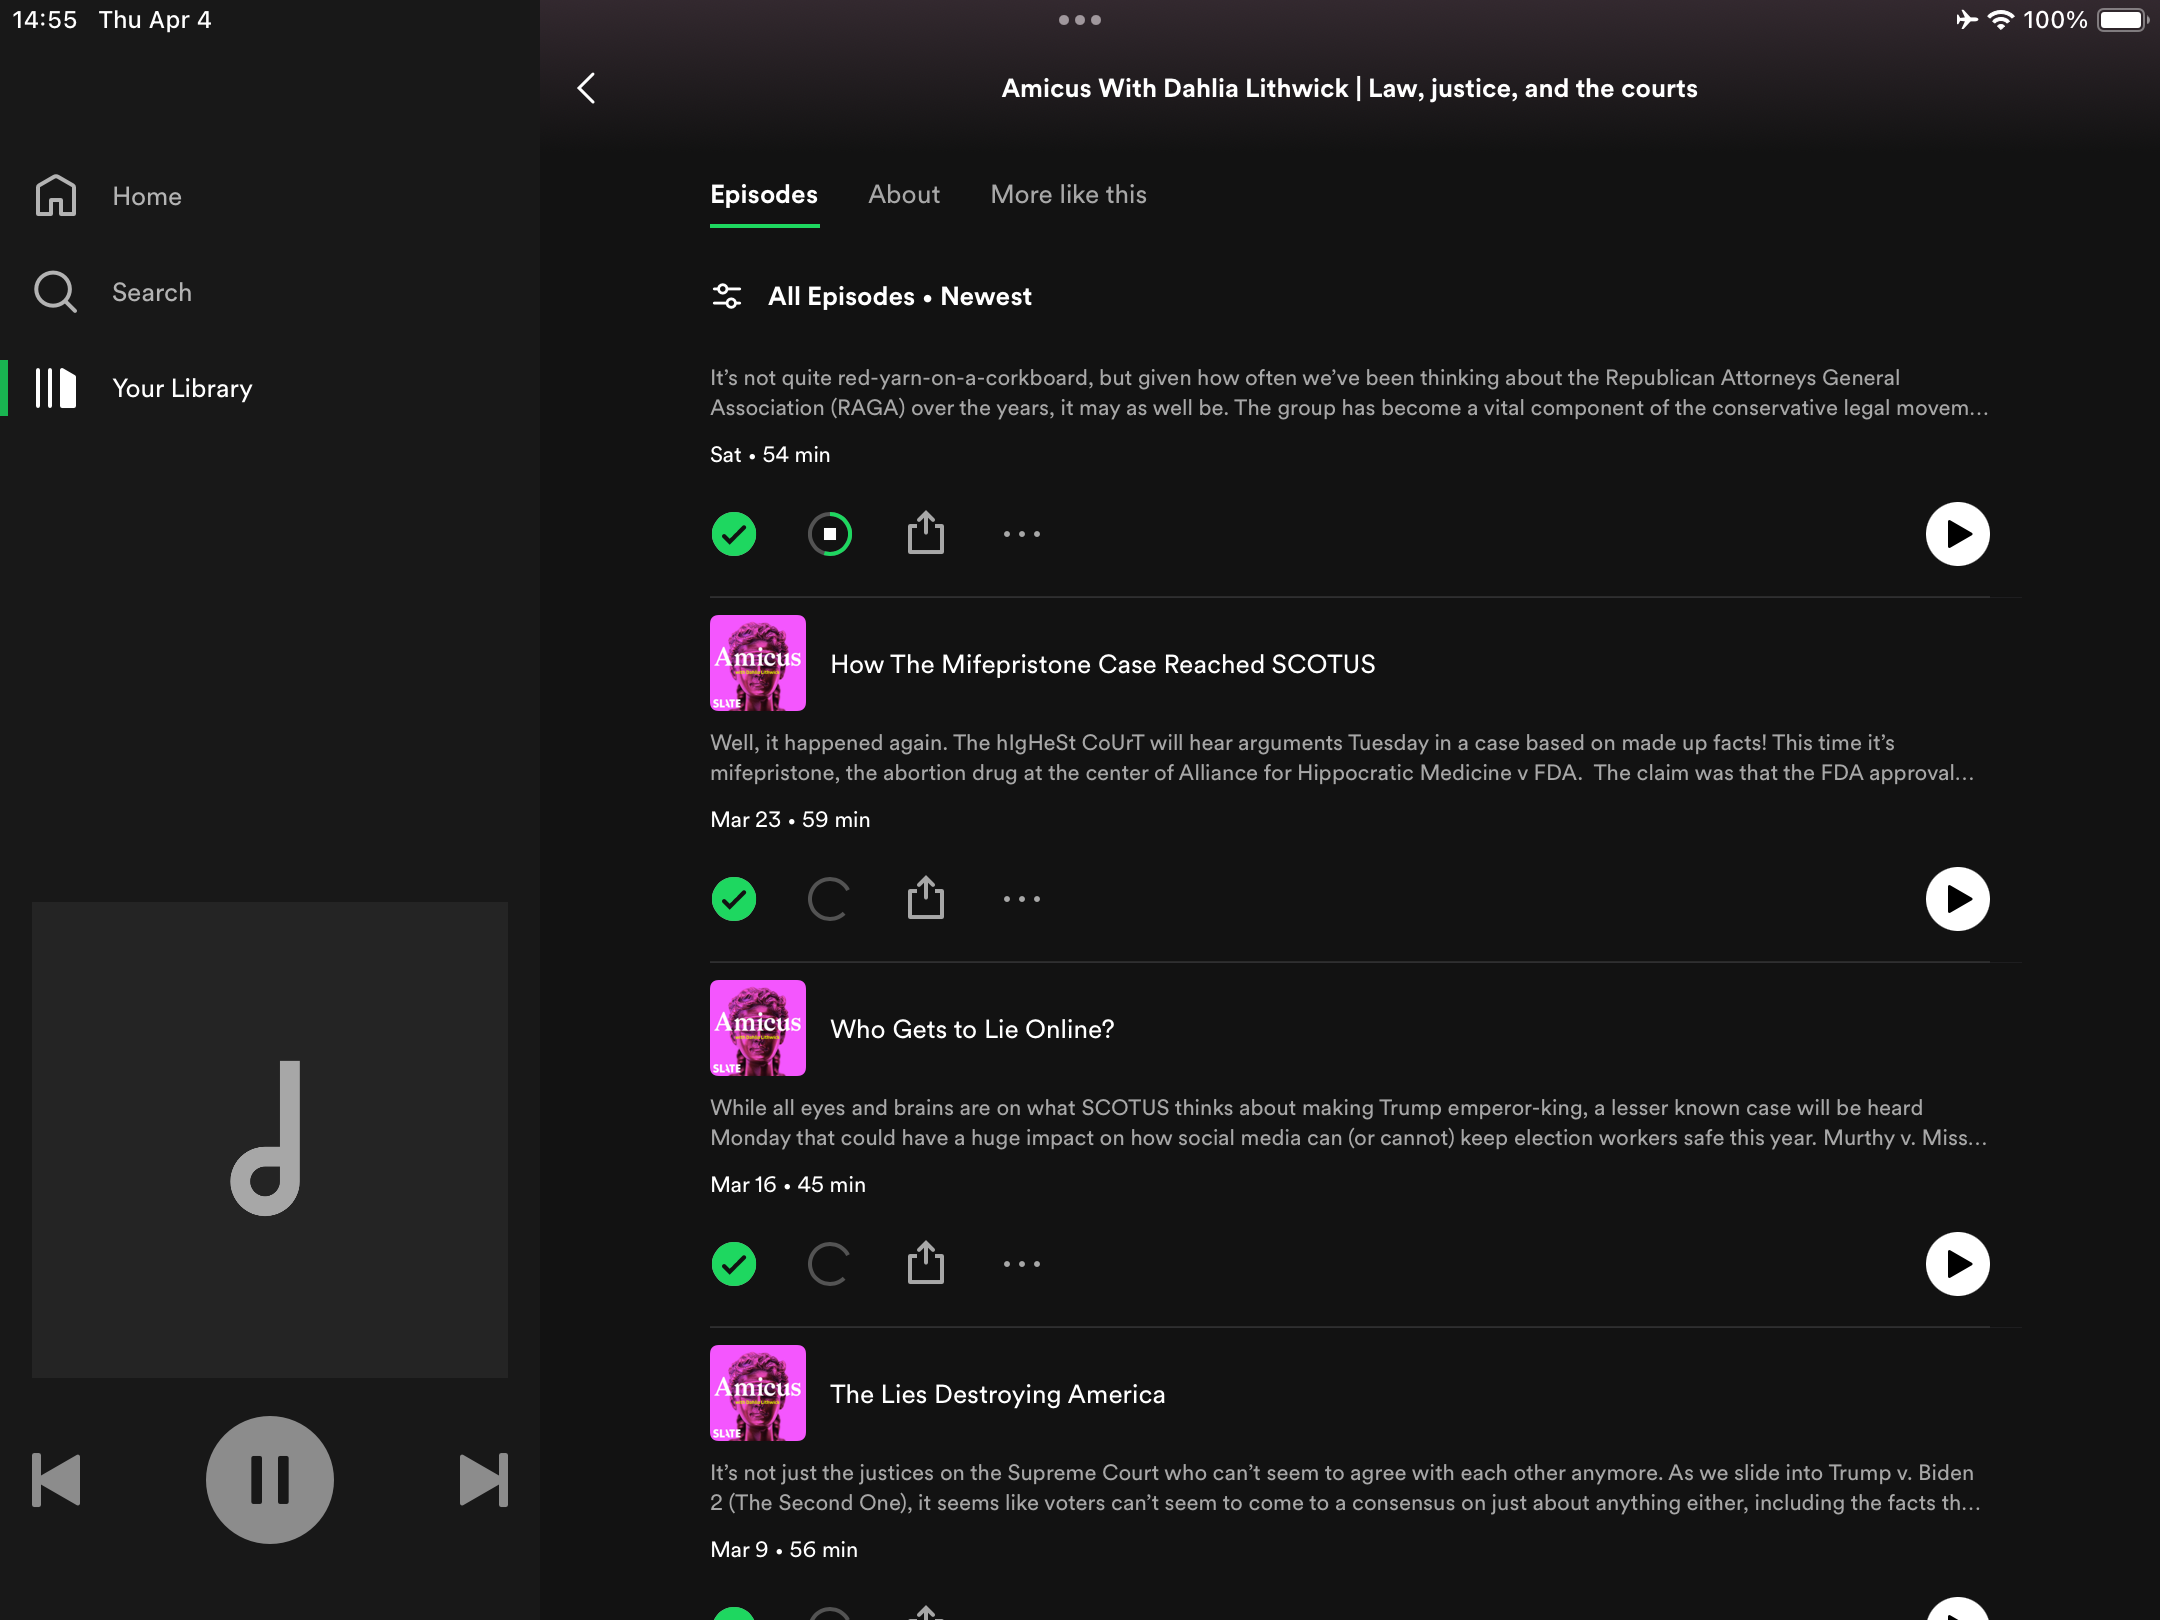 14:55 Thu Apr 4
100%
Amicus With Dahlia Lithwick | Law, justice, and the courts
Home
Search
Your Library
Episodes
About
More like this
All Episodes • Newest
It’s not quite red-yarn-on-a-corkboard, but given how often we’ve been thinking about the Republican Attorneys General
Association (RAGA) over the years, it may as well be. The group has become a vital component of the conservative legal movem…
Sat • 54 min
Amicus
with Dahlia Lithwick
SLATE
How The Mifepristone Case Reached SCOTUS
Well, it happened again. The hIgHeSt CoUrT will hear arguments Tuesday in a case based on made up facts! This time it’s
mifepristone, the abortion drug at the center of Alliance for Hippocratic Medicine v FDA.  The claim was that the FDA approval…
Mar 23 • 59 min
Amicus
with Dahlia Lithwick
SLATE
Who Gets to Lie Online?
While all eyes and brains are on what SCOTUS thinks about making Trump emperor-king, a lesser known case will be heard
Monday that could have a huge impact on how social media can (or cannot) keep election workers safe this year. Murthy v. Miss…
Mar 16 • 45 min
Amicus
with Dahlia Lithwick
SLATE
The Lies Destroying America
It’s not just the justices on the Supreme Court who can’t seem to agree with each other anymore. As we slide into Trump v. Biden
2 (The Second One), it seems like voters can’t seem to come to a consensus on just about anything either, including the facts th…
Mar 9 • 56 min